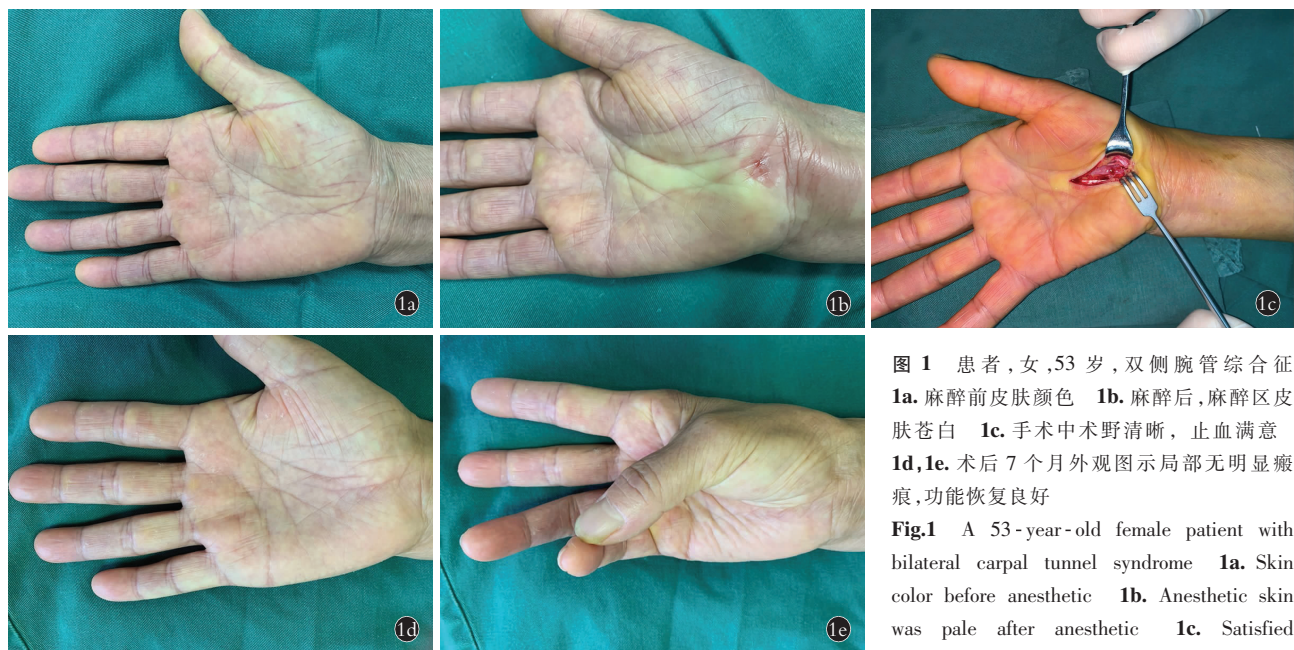 1a
1b
1c
1d
1e
图 1 患者,女,53 岁,双侧腕管综合征
1a. 麻醉前皮肤颜色 1b. 麻醉后,麻醉区皮
肤苍白 1c. 手术中术野清晰, 止血满意
1d,1e. 术后 7 个月外观图示局部无明显瘢
痕,功能恢复良好
Fig.1 A 53-year-old female patient with
bilateral carpal tunnel syndrome 1a. Skin
color before anesthetic 1b. Anesthetic skin
was pale after anesthetic 1c. Satisfied